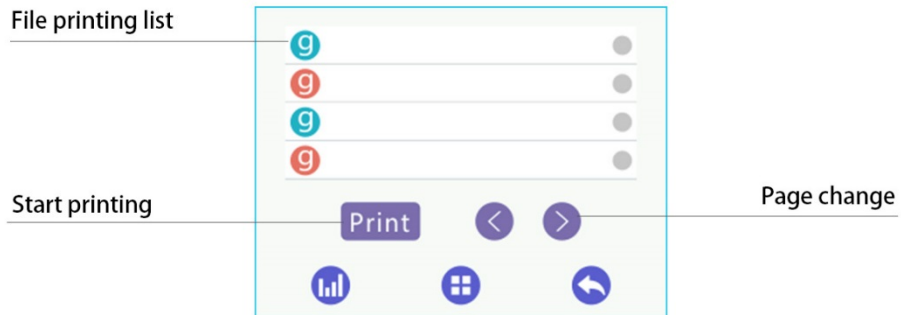 File printing list
g
g
g
g
Start printing
Print
<
>
Page change